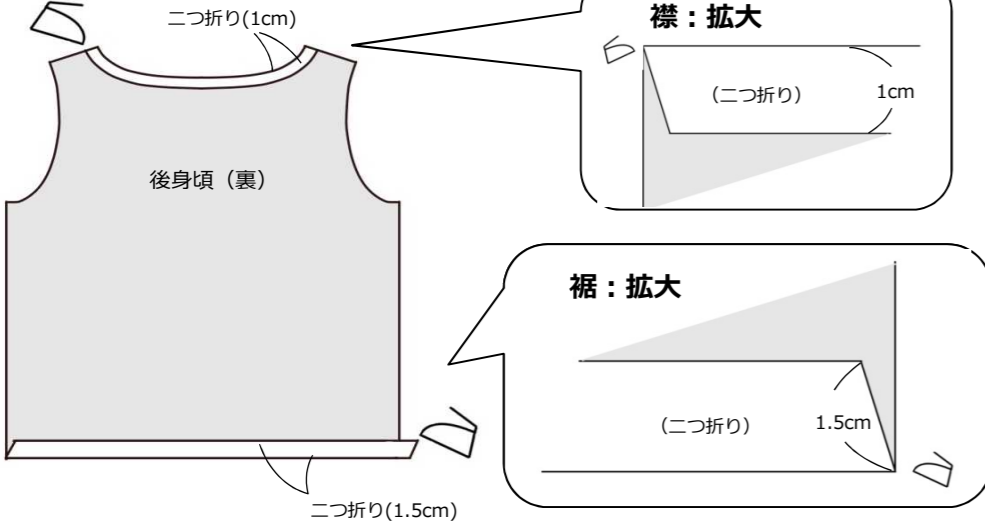 二つ折り(1cm)
後身頃（裏）
二つ折り(1.5cm)
襟：拡大
（二つ折り）
1cm
裾：拡大
（二つ折り）
1.5cm